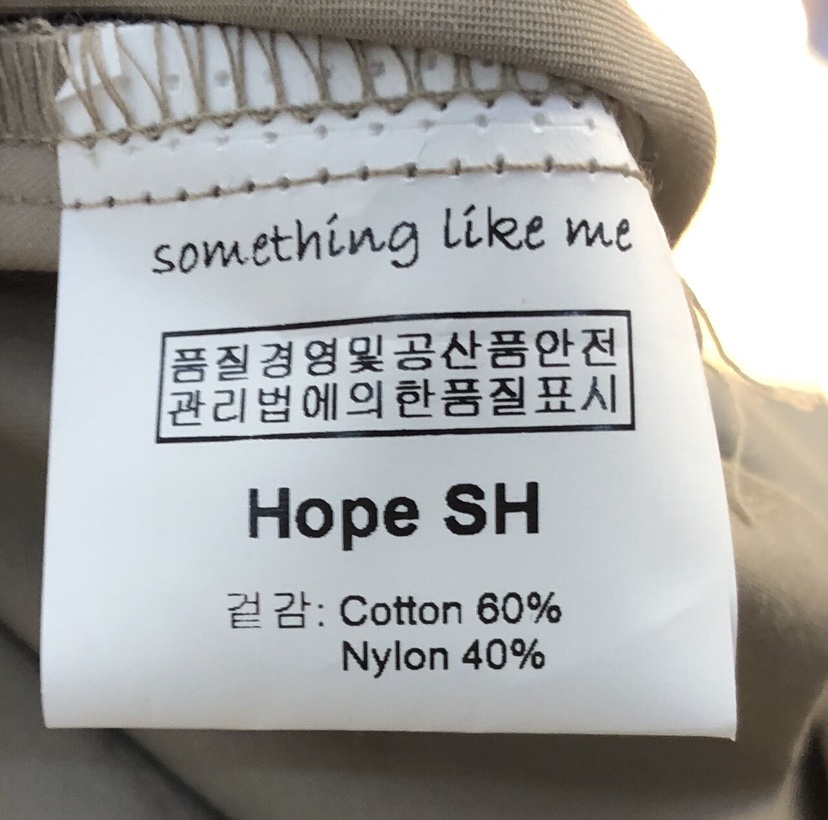 something like me
품질경영및공산품안전
관리법에의한품질표시
Hope SH
겉감: Cotton 60%
Nylon 40%